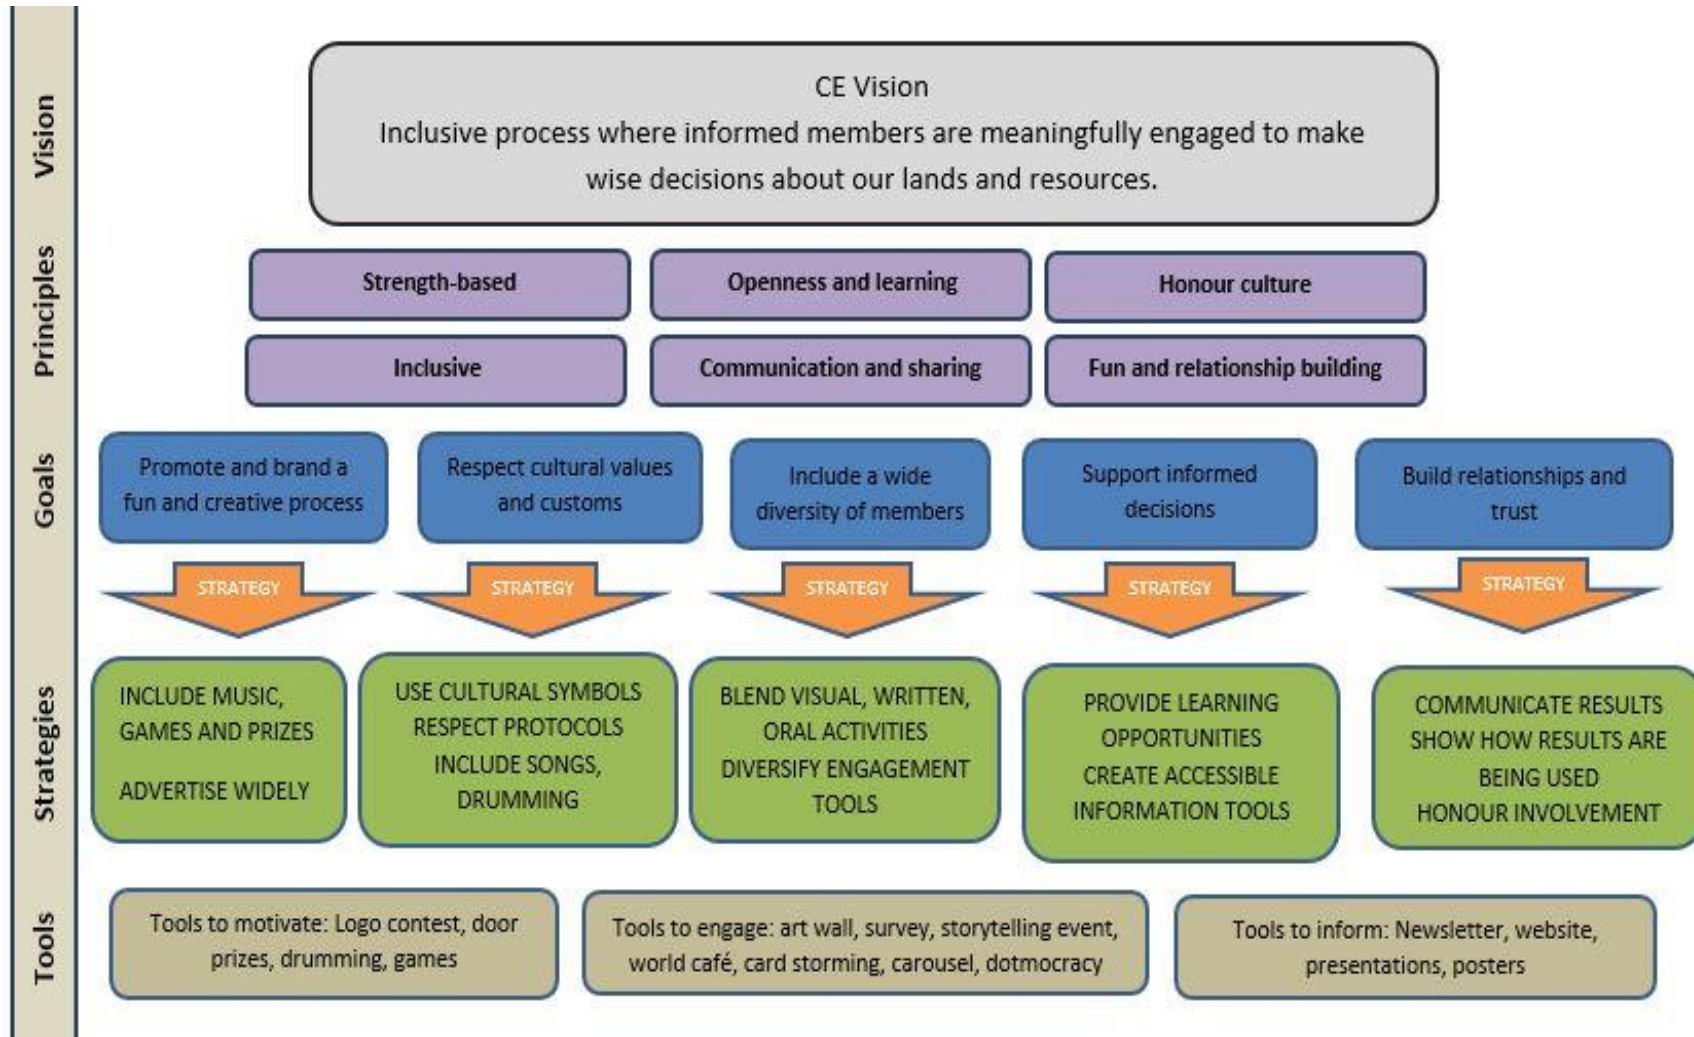 Vision
CE Vision
Inclusive process where informed members are meaningfully engaged to make
wise decisions about our lands and resources.
Principles
Strength-based
Openness and learning
Honour culture
Inclusive
Communication and sharing
Fun and relationship building
Goals
Promote and brand a
fun and creative process
Respect cultural values
and customs
Include a wide
diversity of members
Support informed
decisions
Build relationships and
trust
STRATEGY
STRATEGY
STRATEGY
STRATEGY
STRATEGY
Strategies
INCLUDE MUSIC,
GAMES AND PRIZES
ADVERTISE WIDELY
USE CULTURAL SYMBOLS
RESPECT PROTOCOLS
INCLUDE SONGS,
DRUMMING
BLEND VISUAL, WRITTEN,
ORAL ACTIVITIES
DIVERSIFY ENGAGEMENT
TOOLS
PROVIDE LEARNING
OPPORTUNITIES
CREATE ACCESSIBLE
INFORMATION TOOLS
COMMUNICATE RESULTS
SHOW HOW RESULTS ARE
BEING USED
HONOUR INVOLVEMENT
Tools
Tools to motivate: Logo contest, door
prizes, drumming, games
Tools to engage: art wall, survey, storytelling event,
world café, card storming, carousel, dotmocracy
Tools to inform: Newsletter, website,
presentations, posters